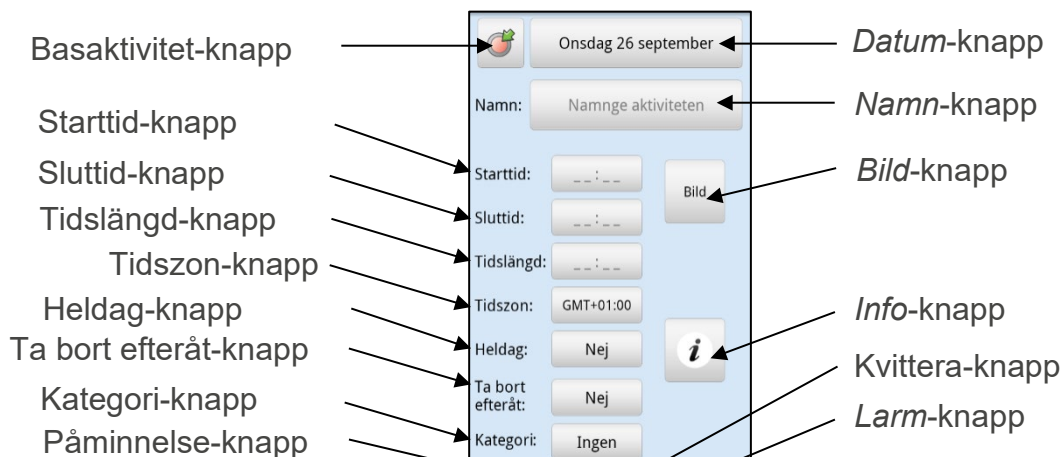 Basaktivitet-knapp
Starttid-knapp
Sluttid-knapp
Tidslängd-knapp
Tidszon-knapp
Heldag-knapp
Ta bort efteråt-knapp
Kategori-knapp
Påminnelse-knapp
Onsdag 26 september
Namn: Namnge aktiviteten
Starttid: _ _ : _ _
Bild
Sluttid: _ _ : _ _
Tidslängd: _ _ : _ _
Tidszon: GMT+01:00
Heldag: Nej
i
Ta bort
efteråt: Nej
Kategori: Ingen
Datum-knapp
Namn-knapp
Bild-knapp
Info-knapp
Kvittera-knapp
Larm-knapp